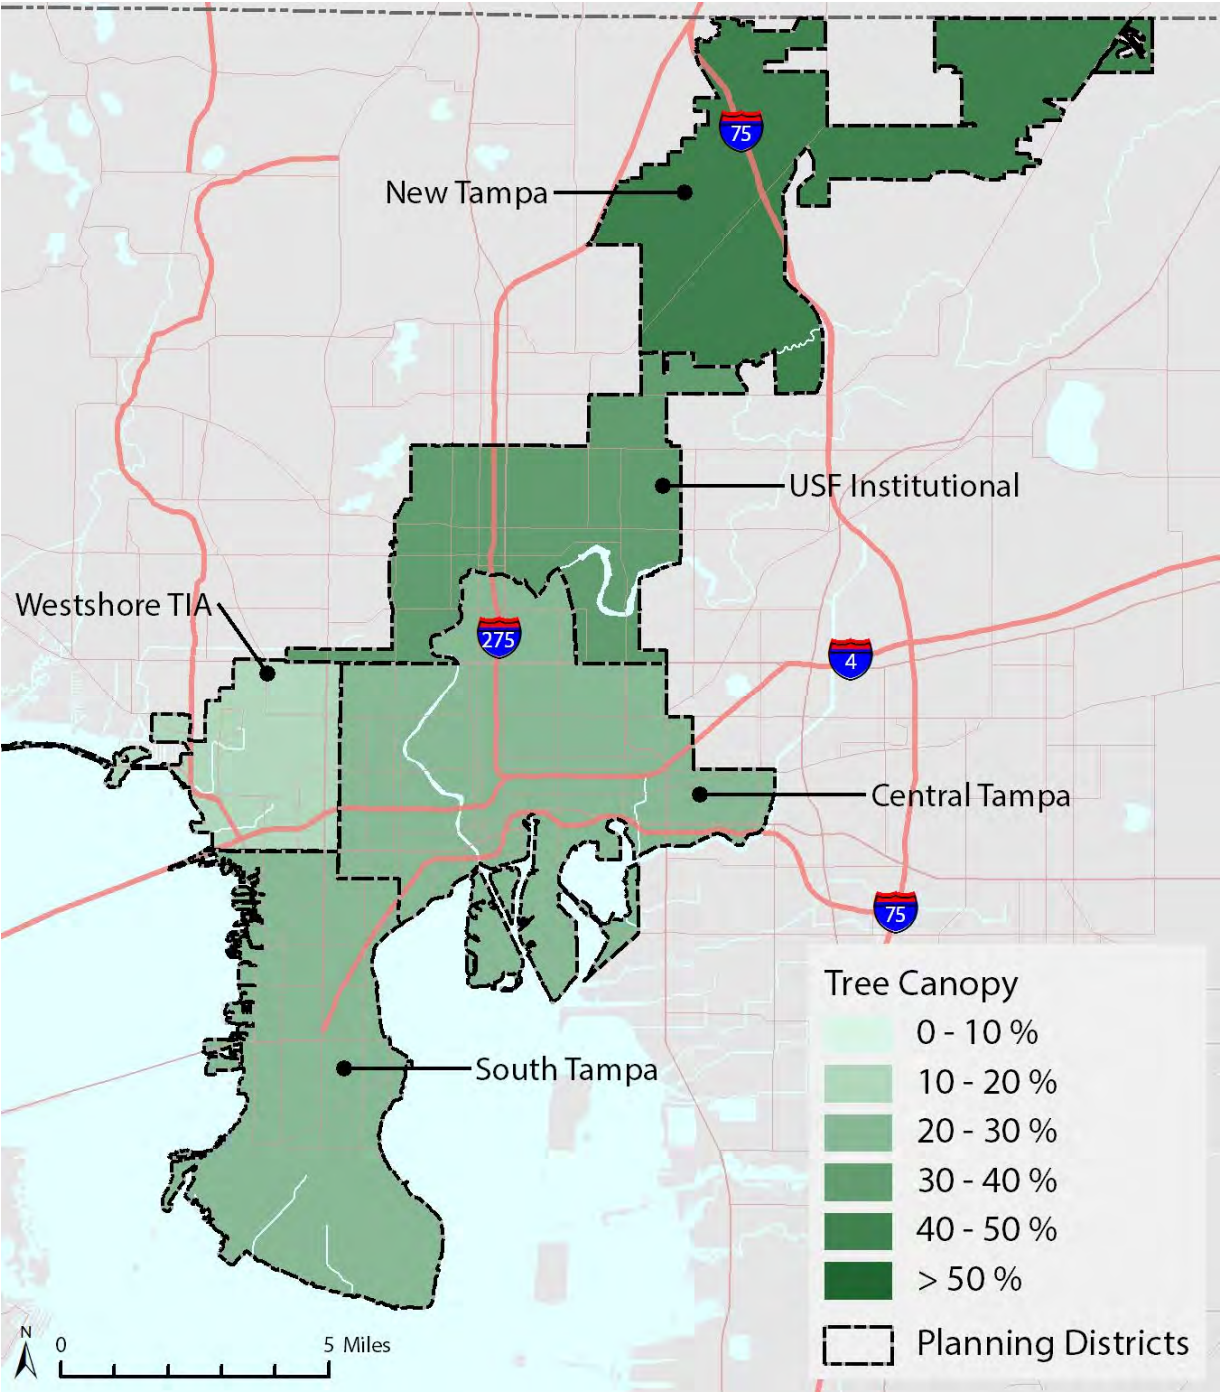 75
New Tampa
USF Institutional
Westshore TIA
275
4
Central Tampa
75
South Tampa
Tree Canopy
0 - 10 %
10 - 20 %
20 - 30 %
30 - 40 %
40 - 50 %
> 50 %
Planning Districts
N
0 5 Miles